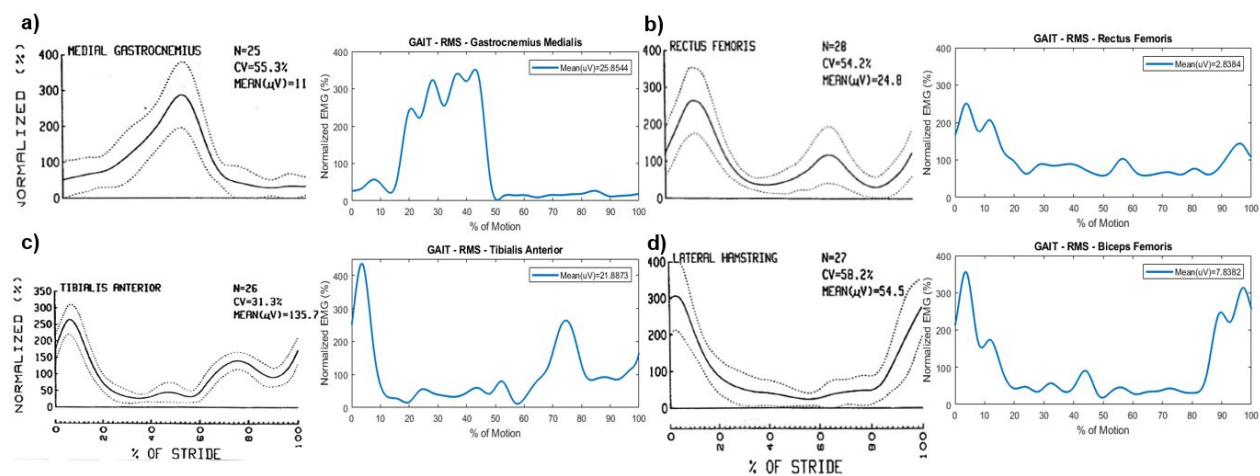 a)
MEDIAL GASTROCNEMIUS
N=25
CV=55.3%
MEAN(µV)=11
NORMALIZED (%)
400
300
200
100
0
GAIT - RMS - Gastrocnemius Medialis
Mean(uV)=25.8544
Normalized EMG (%)
400
300
200
100
0
0 10 20 30 40 50 60 70 80 90 100
% of Motion
b)
RECTUS FEMORIS
N=28
CV=54.2%
MEAN(µV)=24.8
400
300
200
100
0
GAIT - RMS - Rectus Femoris
Mean(uV)=2.8384
Normalized EMG (%)
400
300
200
100
0
0 10 20 30 40 50 60 70 80 90 100
% of Motion
c)
TIBIALIS ANTERIOR
N=26
CV=31.3%
MEAN(µV)=135.7
NORMALIZED (%)
350
300
250
200
150
100
50
0
0 20 40 60 80 100
% OF STRIDE
GAIT - RMS - Tibialis Anterior
Mean(uV)=21.8873
Normalized EMG (%)
400
300
200
100
0
0 10 20 30 40 50 60 70 80 90 100
% of Motion
d)
LATERAL HAMSTRING
N=27
CV=58.2%
MEAN(µV)=54.5
400
300
200
100
0
0 20 40 60 80 100
% OF STRIDE
GAIT - RMS - Biceps Femoris
Mean(uV)=7.8382
Normalized EMG (%)
400
300
200
100
0
0 10 20 30 40 50 60 70 80 90 100
% of Motion